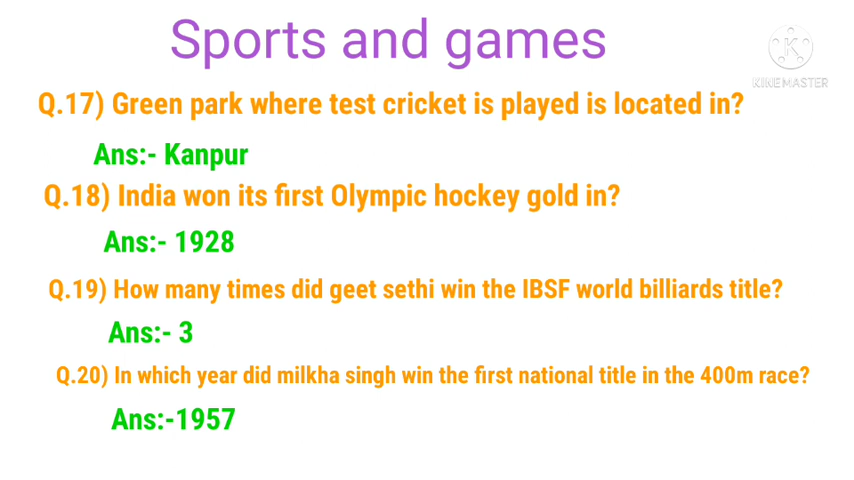 Sports and games
K
KINEMASTER
Q.17) Green park where test cricket is played is located in?
Ans:- Kanpur
Q.18) India won its first Olympic hockey gold in?
Ans:- 1928
Q.19) How many times did geet sethi win the IBSF world billiards title?
Ans:- 3
Q.20) In which year did milkha singh win the first national title in the 400m race?
Ans:-1957